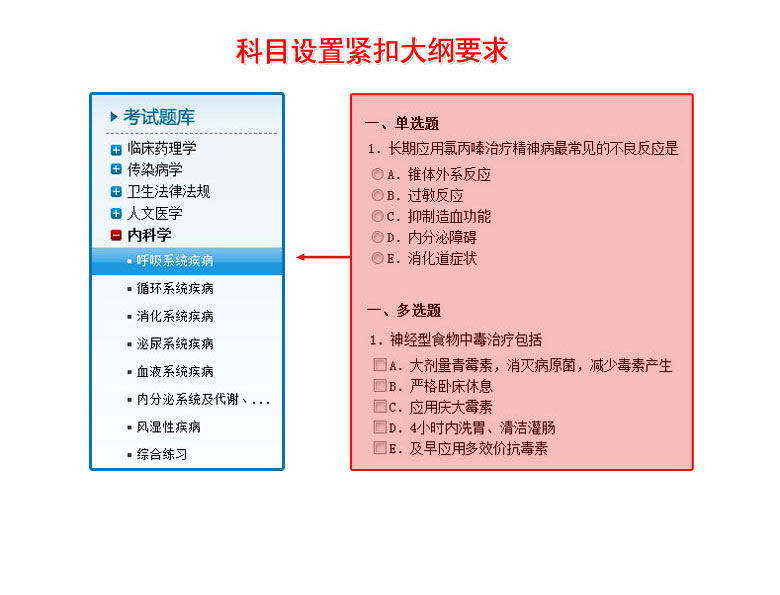 科目设置紧扣大纲要求
考试题库
临床药理学
传染病学
卫生法律法规
人文医学
内科学
呼吸系统疾病
循环系统疾病
消化系统疾病
泌尿系统疾病
血液系统疾病
内分泌系统及代谢、...
风湿性疾病
综合练习
一、单选题
1. 长期应用氯丙嗪治疗精神病最常见的不良反应是
A. 锥体外系反应
B. 过敏反应
C. 抑制造血功能
D. 内分泌障碍
E. 消化道症状
一、多选题
1. 神经型食物中毒治疗包括
A. 大剂量青霉素，消灭病原菌，减少毒素产生
B. 严格卧床休息
C. 应用庆大霉素
D. 4小时内洗胃、清洁灌肠
E. 及早应用多效价抗毒素